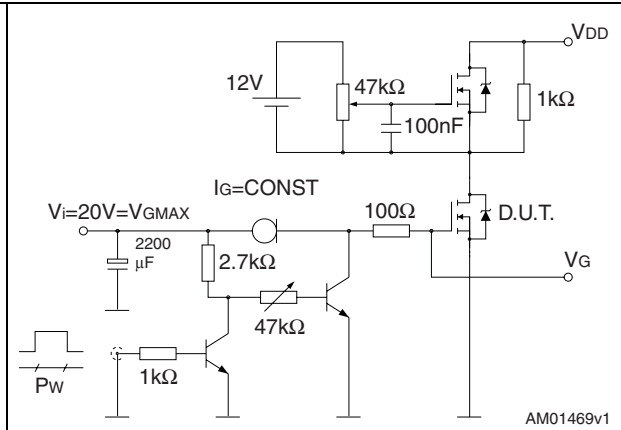 VDD
12V
47kΩ
1kΩ
100nF
IG=CONST
Vi=20V=VGMAX
100Ω
D.U.T.
2200
μF
2.7kΩ
VG
47kΩ
1kΩ
PW
AM01469v1